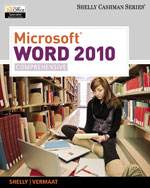 SHELLY CASHMAN SERIES®
Microsoft®
WORD 2010
COMPREHENSIVE
SHELLY | VERMAAT